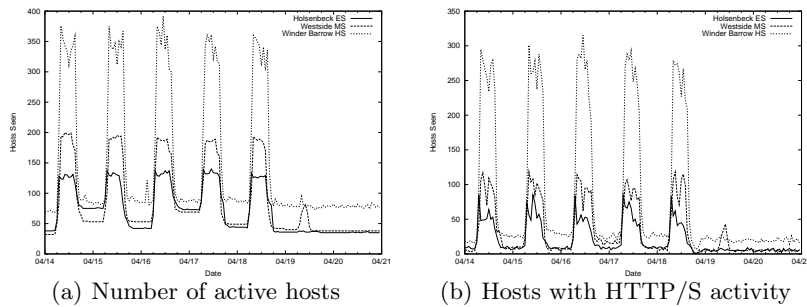 400
350
300
250
200
150
100
50
0
Hosts Seen
04/14 04/15 04/16 04/17 04/18 04/19 04/20 04/21
Date
Holsenbeck ES
Westside MS
Winder Barrow HS
(a) Number of active hosts
350
300
250
200
150
100
50
0
Hosts Seen
04/14 04/15 04/16 04/17 04/18 04/19 04/20 04/2
Date
Holsenbeck ES
Westside MS
Winder Barrow HS
(b) Hosts with HTTP/S activity